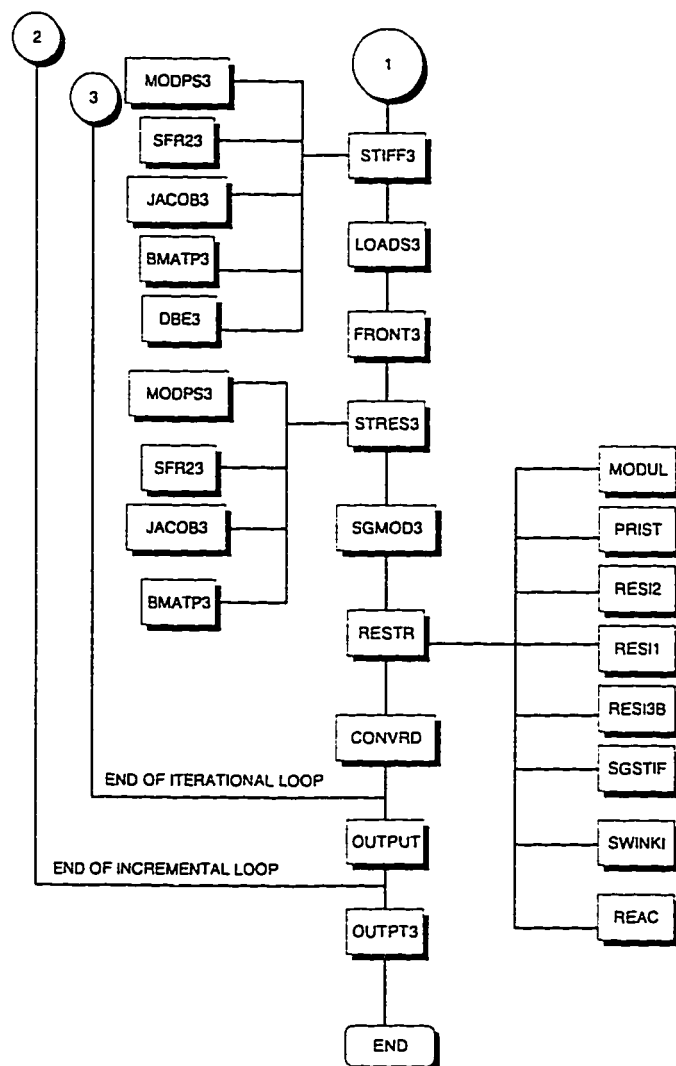 2
1
3
MODPS3
SFR23
JACOB3
BMATP3
DBE3
STIFF3
LOADS3
FRONT3
MODPS3
SFR23
JACOB3
BMATP3
STRES3
SGMOD3
RESTR
MODUL
PRIST
RESI2
RESI1
RESI3B
SGSTIF
SWINKI
REAC
CONVRD
END OF ITERATIONAL LOOP
OUTPUT
END OF INCREMENTAL LOOP
OUTPT3
END